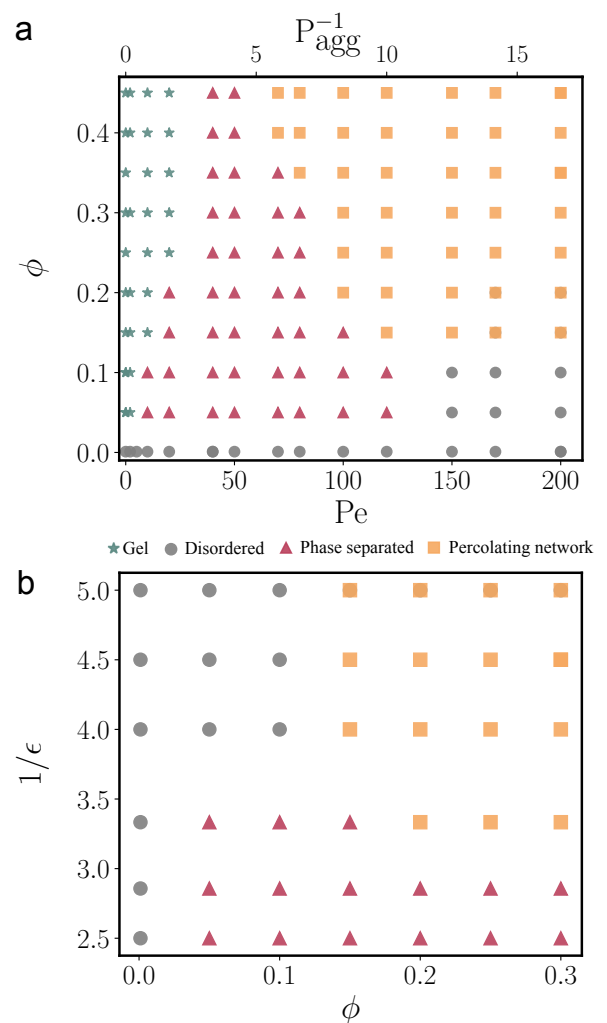 a
P_agg^{-1}
0 5 10 15
0.4
0.3
ϕ
0.2
0.1
0.0
0 50 100 150 200
Pe
Gel Disordered Phase separated Percolating network
b
5.0
4.5
4.0
1/ϵ
3.5
3.0
2.5
0.0 0.1 0.2 0.3
ϕ